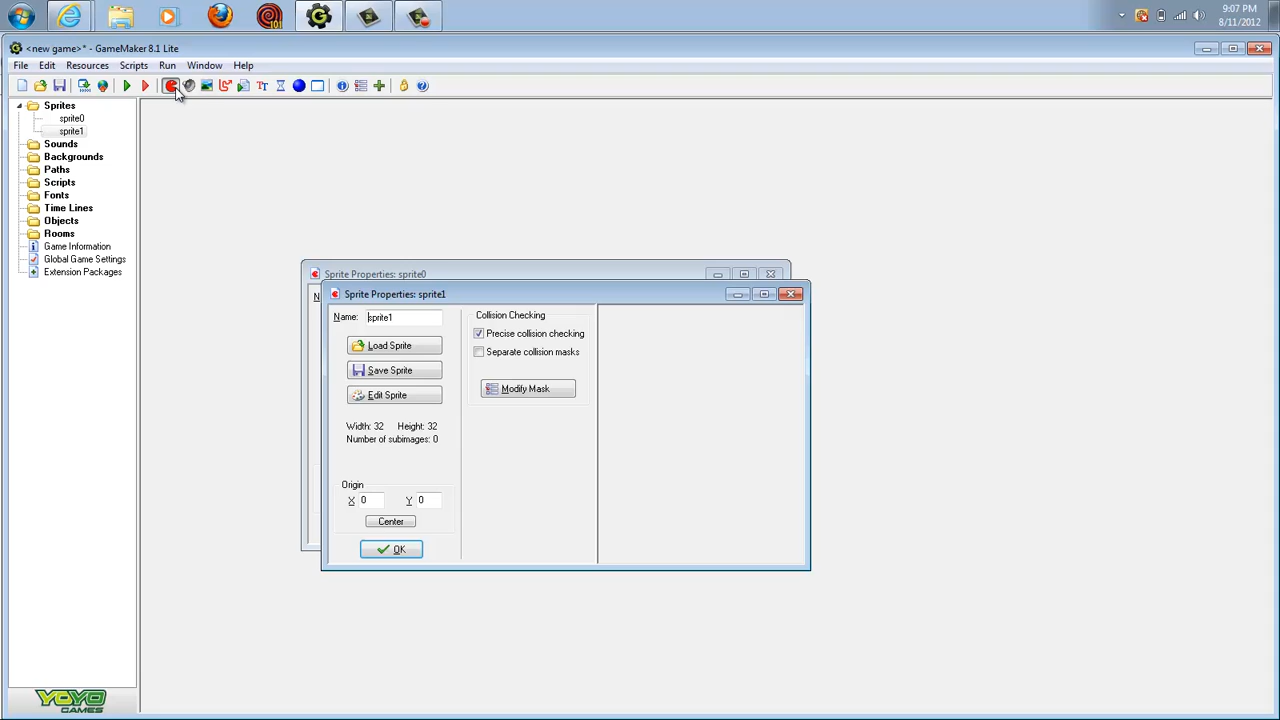 101
9:07 PM
8/11/2012
<new game>* - GameMaker 8.1 Lite
File Edit Resources Scripts Run Window Help
Sprites
sprite0
sprite1
Sounds
Backgrounds
Paths
Scripts
Fonts
Time Lines
Objects
Rooms
Game Information
Global Game Settings
Extension Packages
Sprite Properties: sprite0
N
Sprite Properties: sprite1
Name: sprite1
Load Sprite
Save Sprite
Edit Sprite
Width: 32 Height: 32
Number of subimages: 0
Origin
X 0 Y 0
Center
OK
Collision Checking
Precise collision checking
Separate collision masks
Modify Mask
YOYO
GAMES